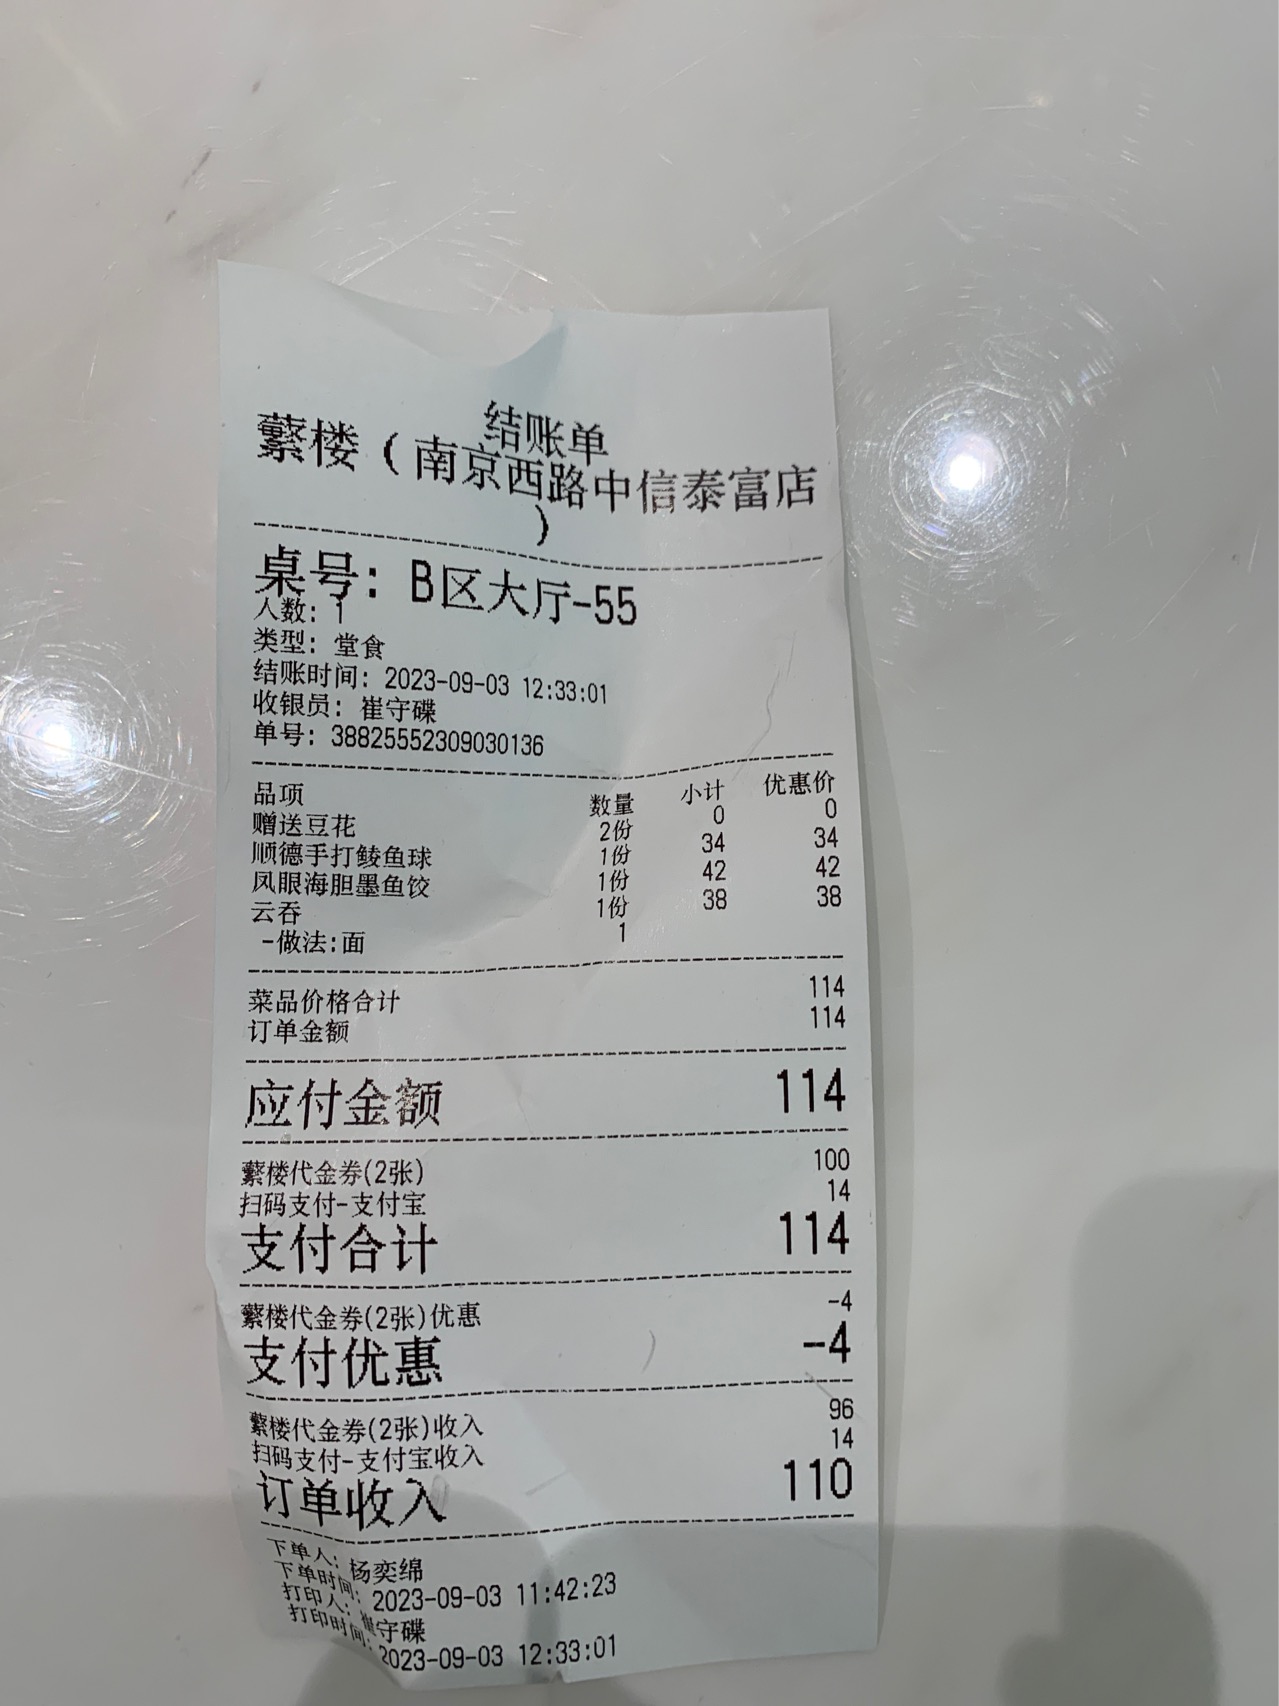 结账单
蘩楼（南京西路中信泰富店
）
桌号: B区大厅-55
人数: 1
类型: 堂食
结账时间: 2023-09-03 12:33:01
收银员: 崔守碟
单号: 38825552309030136
品项 数量 小计 优惠价
赠送豆花 2份 0 0
顺德手打鲮鱼球 1份 34 34
凤眼海胆墨鱼饺 1份 42 42
云吞 1份 38 38
-做法:面 1
菜品价格合计 114
订单金额 114
应付金额 114
蘩楼代金券(2张) 100
扫码支付-支付宝 14
支付合计 114
蘩楼代金券(2张)优惠 -4
支付优惠 -4
蘩楼代金券(2张)收入 96
扫码支付-支付宝收入 14
订单收入 110
下单人: 杨奕绵
下单时间: 2023-09-03 11:42:23
打印人: 崔守碟
打印时间: 2023-09-03 12:33:01